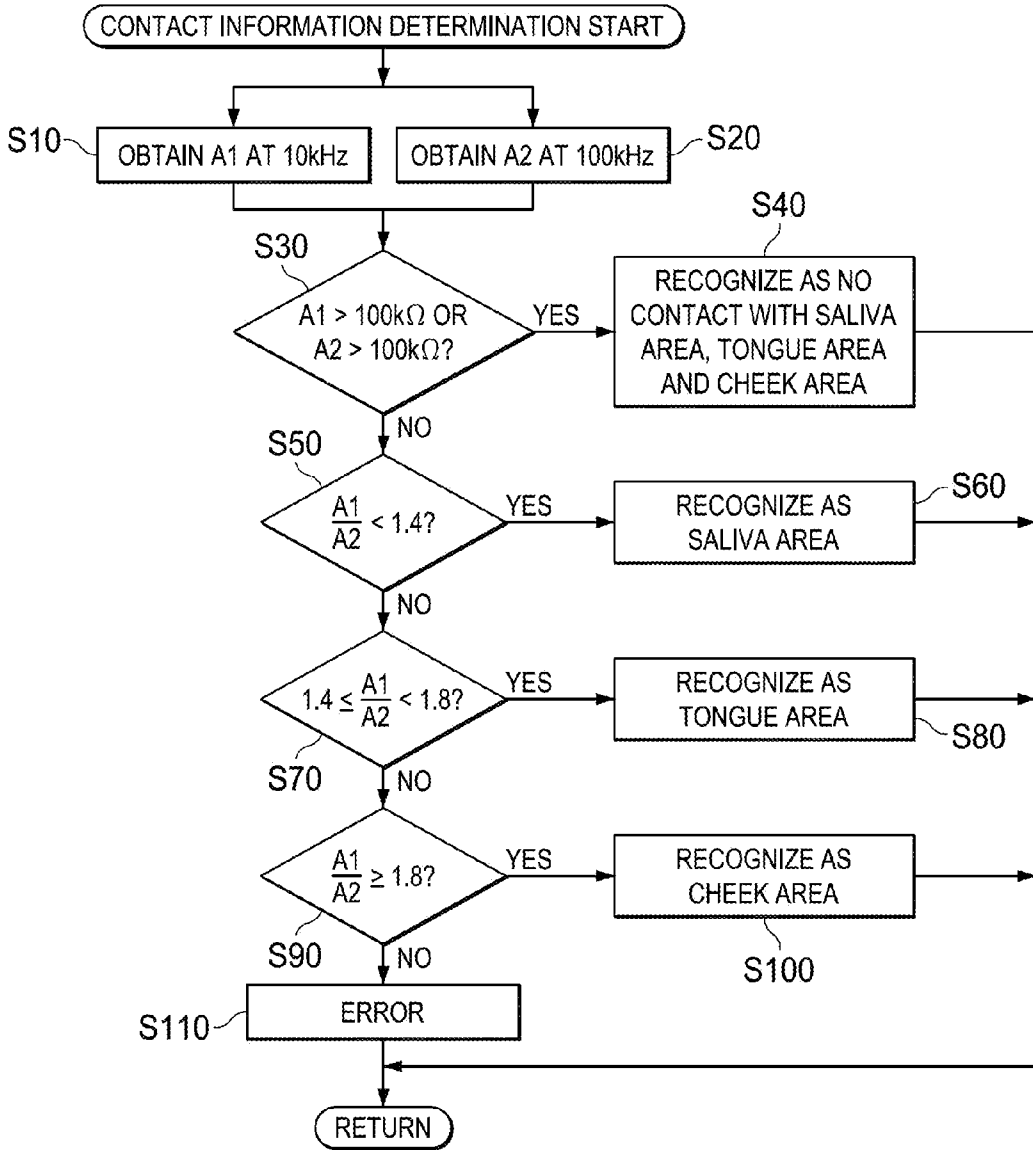 CONTACT INFORMATION DETERMINATION START
S10
OBTAIN A1 AT 10kHz
OBTAIN A2 AT 100kHz
S20
S30
A1 > 100kΩ OR
A2 > 100kΩ?
YES
NO
S40
RECOGNIZE AS NO
CONTACT WITH SALIVA
AREA, TONGUE AREA
AND CHEEK AREA
S50
A1
A2
< 1.4?
YES
NO
RECOGNIZE AS
SALIVA AREA
S60
1.4 ≤
A1
A2
< 1.8?
YES
S70
NO
RECOGNIZE AS
TONGUE AREA
S80
A1
A2
≥ 1.8?
YES
S90
NO
RECOGNIZE AS
CHEEK AREA
S100
S110
ERROR
RETURN